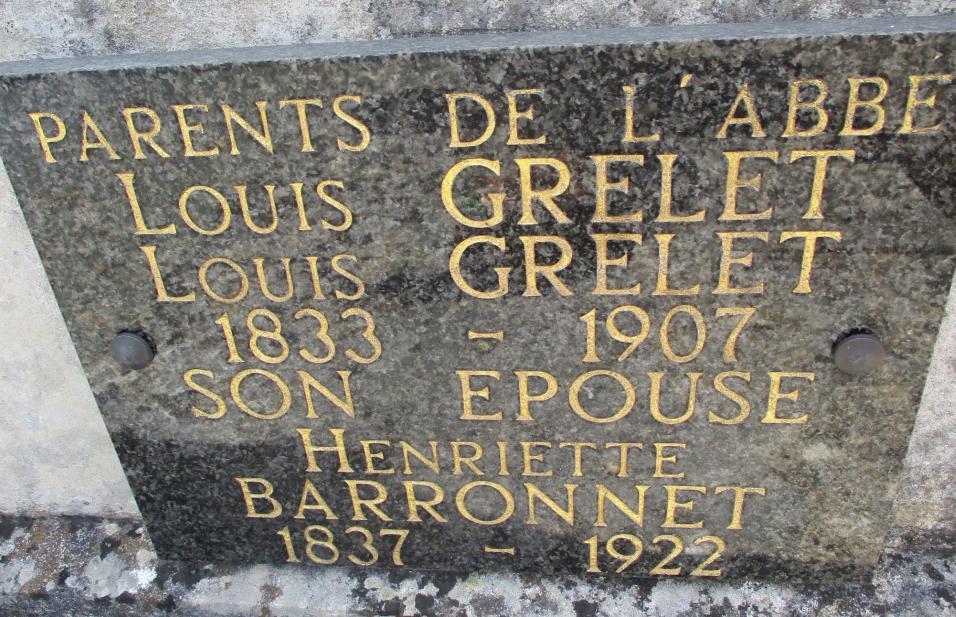 PARENTS DE L'ABBÉ
LOUIS GRELET
LOUIS GRELET
1833 - 1907
SON EPOUSE
HENRIETTE
BARRONNET
1837 - 1922